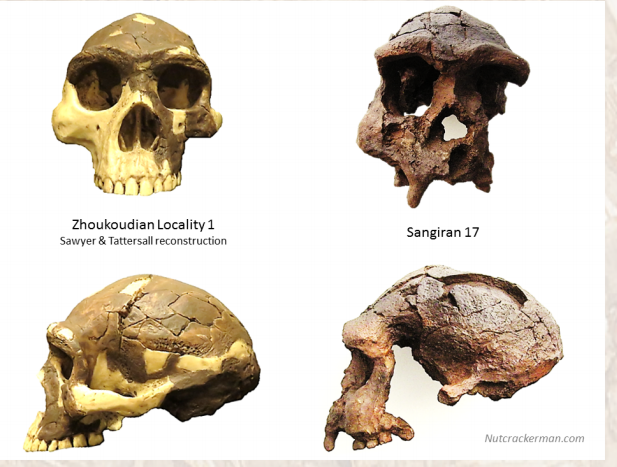 Zhoukoudian Locality 1
Sawyer & Tattersall reconstruction
Sangiran 17
Nutcrackerman.com